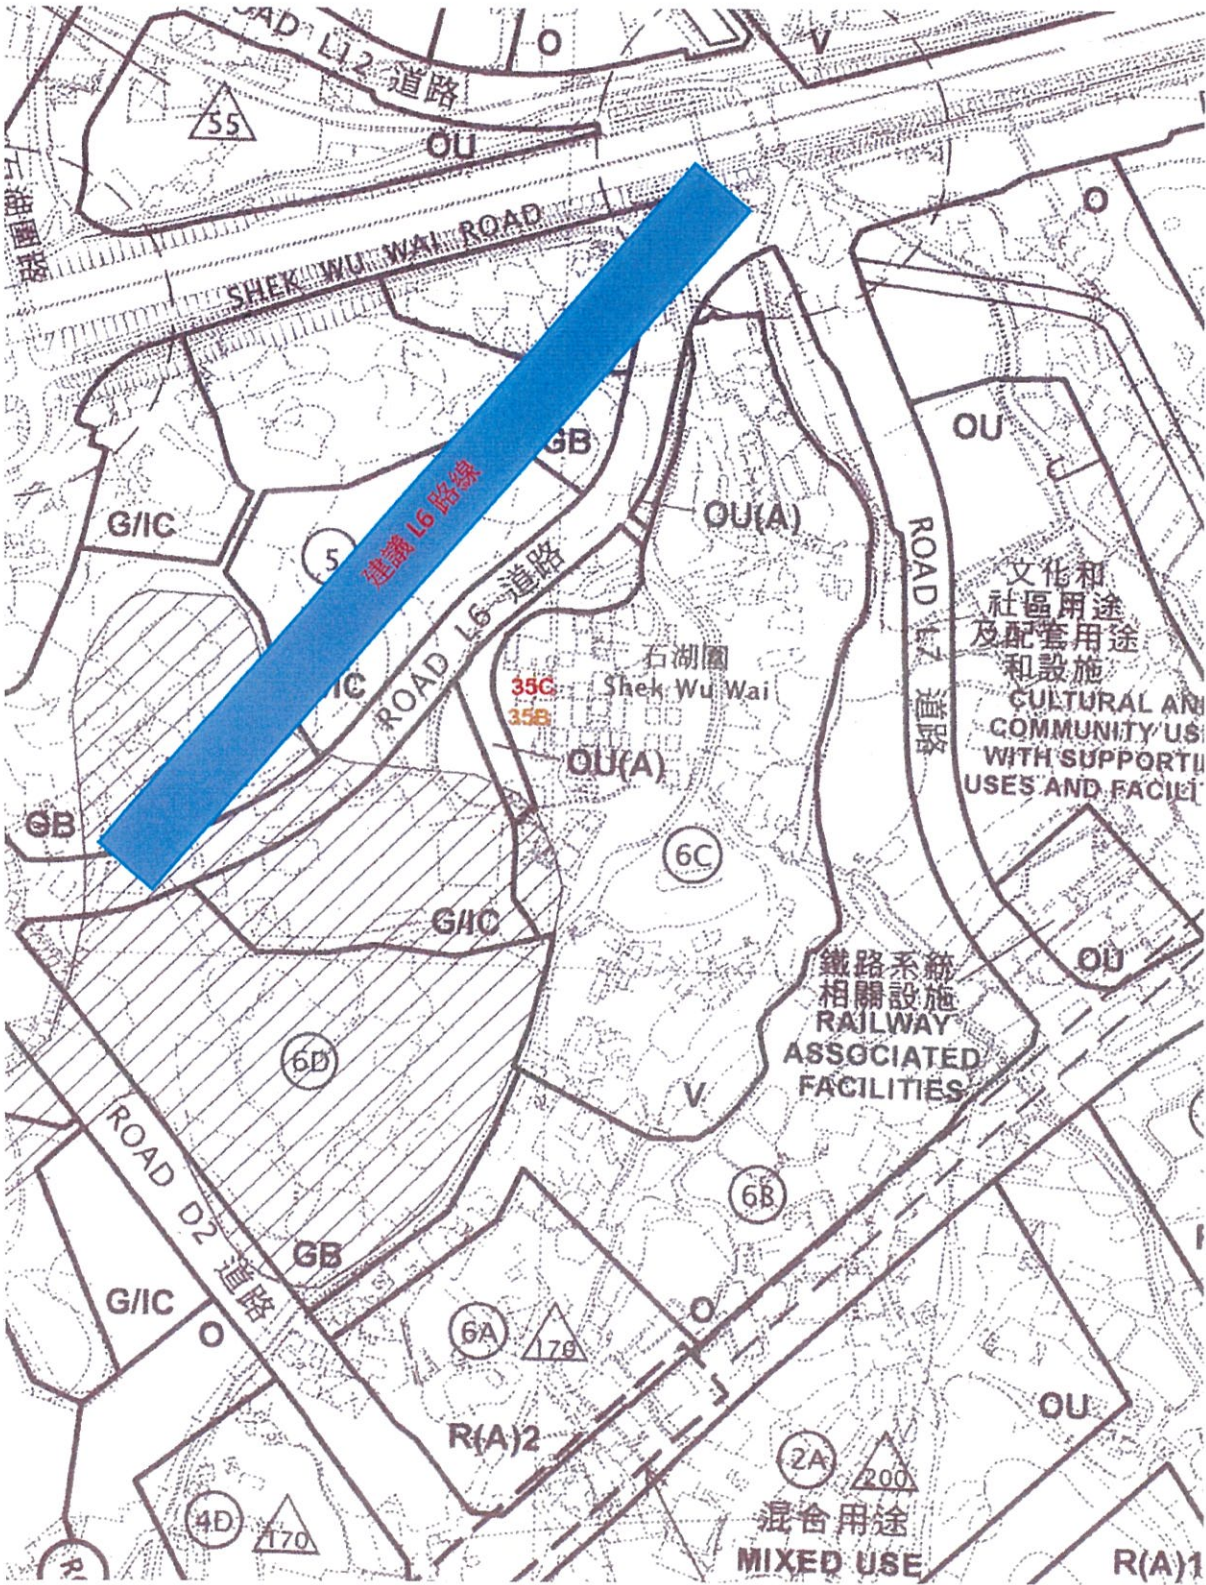 ROAD L12 道路
O
V
55
OU
石湖圍路
SHEK WU WAI ROAD
O
GB
OU
G/IC
5
建議 L6 路線
OU(A)
ROAD L6 道路
ROAD L7 道路
文化和
社區用途
及配套用途
和設施
CULTURAL AN
COMMUNITY US
WITH SUPPORTI
USES AND FACILIT
石湖圍
Shek Wu Wai
35C
35B
IC
OU(A)
GB
6C
G/IC
OU
鐵路系統
相關設施
RAILWAY
ASSOCIATED
FACILITIES
6D
V
ROAD D2 道路
6B
GB
G/IC
O
6A
170
O
R(A)2
OU
2A
200
混合用途
MIXED USE
4D
170
R(A)1